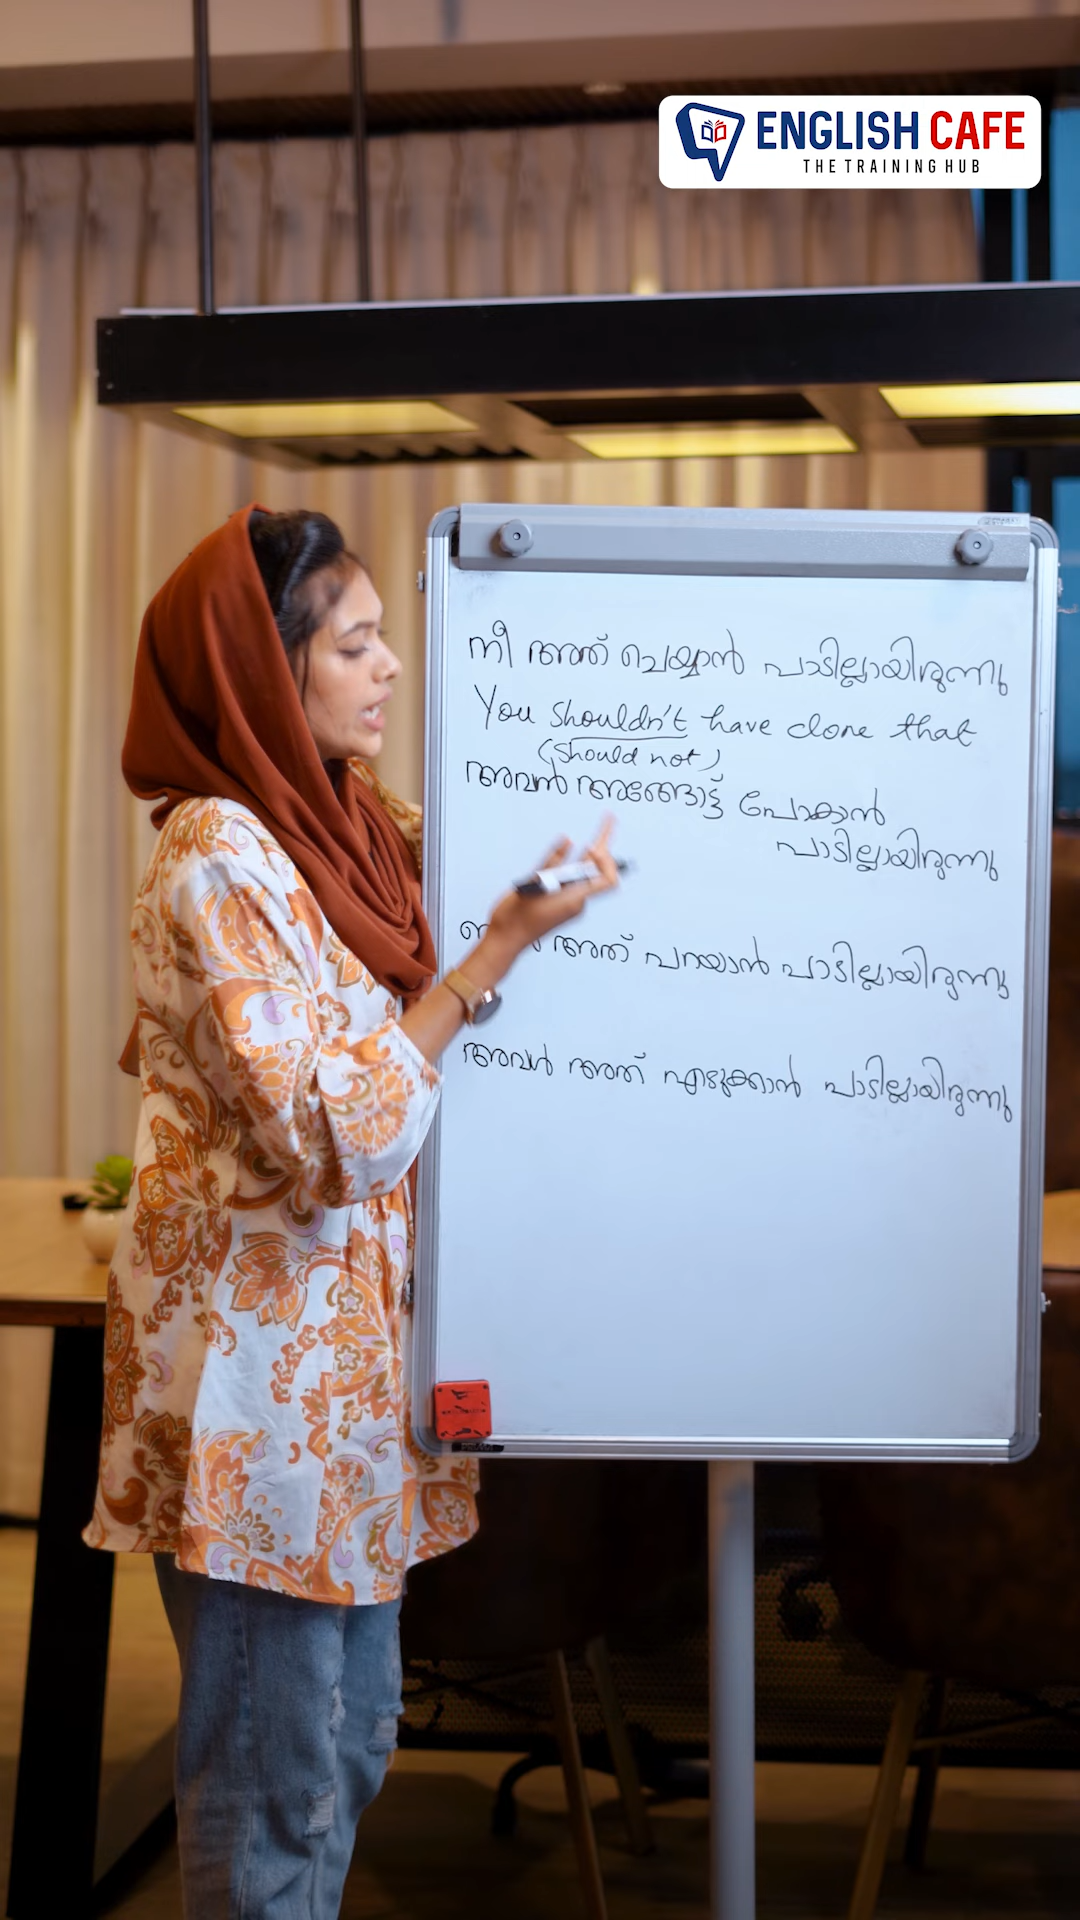 ENGLISH CAFE
THE TRAINING HUB
നീ അത് ചെയ്യാൻ പാടില്ലായിരുന്നു
You shouldn't have done that
(should not)
അവൻ അങ്ങോട്ട് പോകാൻ
പാടില്ലായിരുന്നു
അത് പറയാൻ പാടില്ലായിരുന്നു
അവൾ അത് എടുക്കാൻ പാടില്ലായിരുന്നു